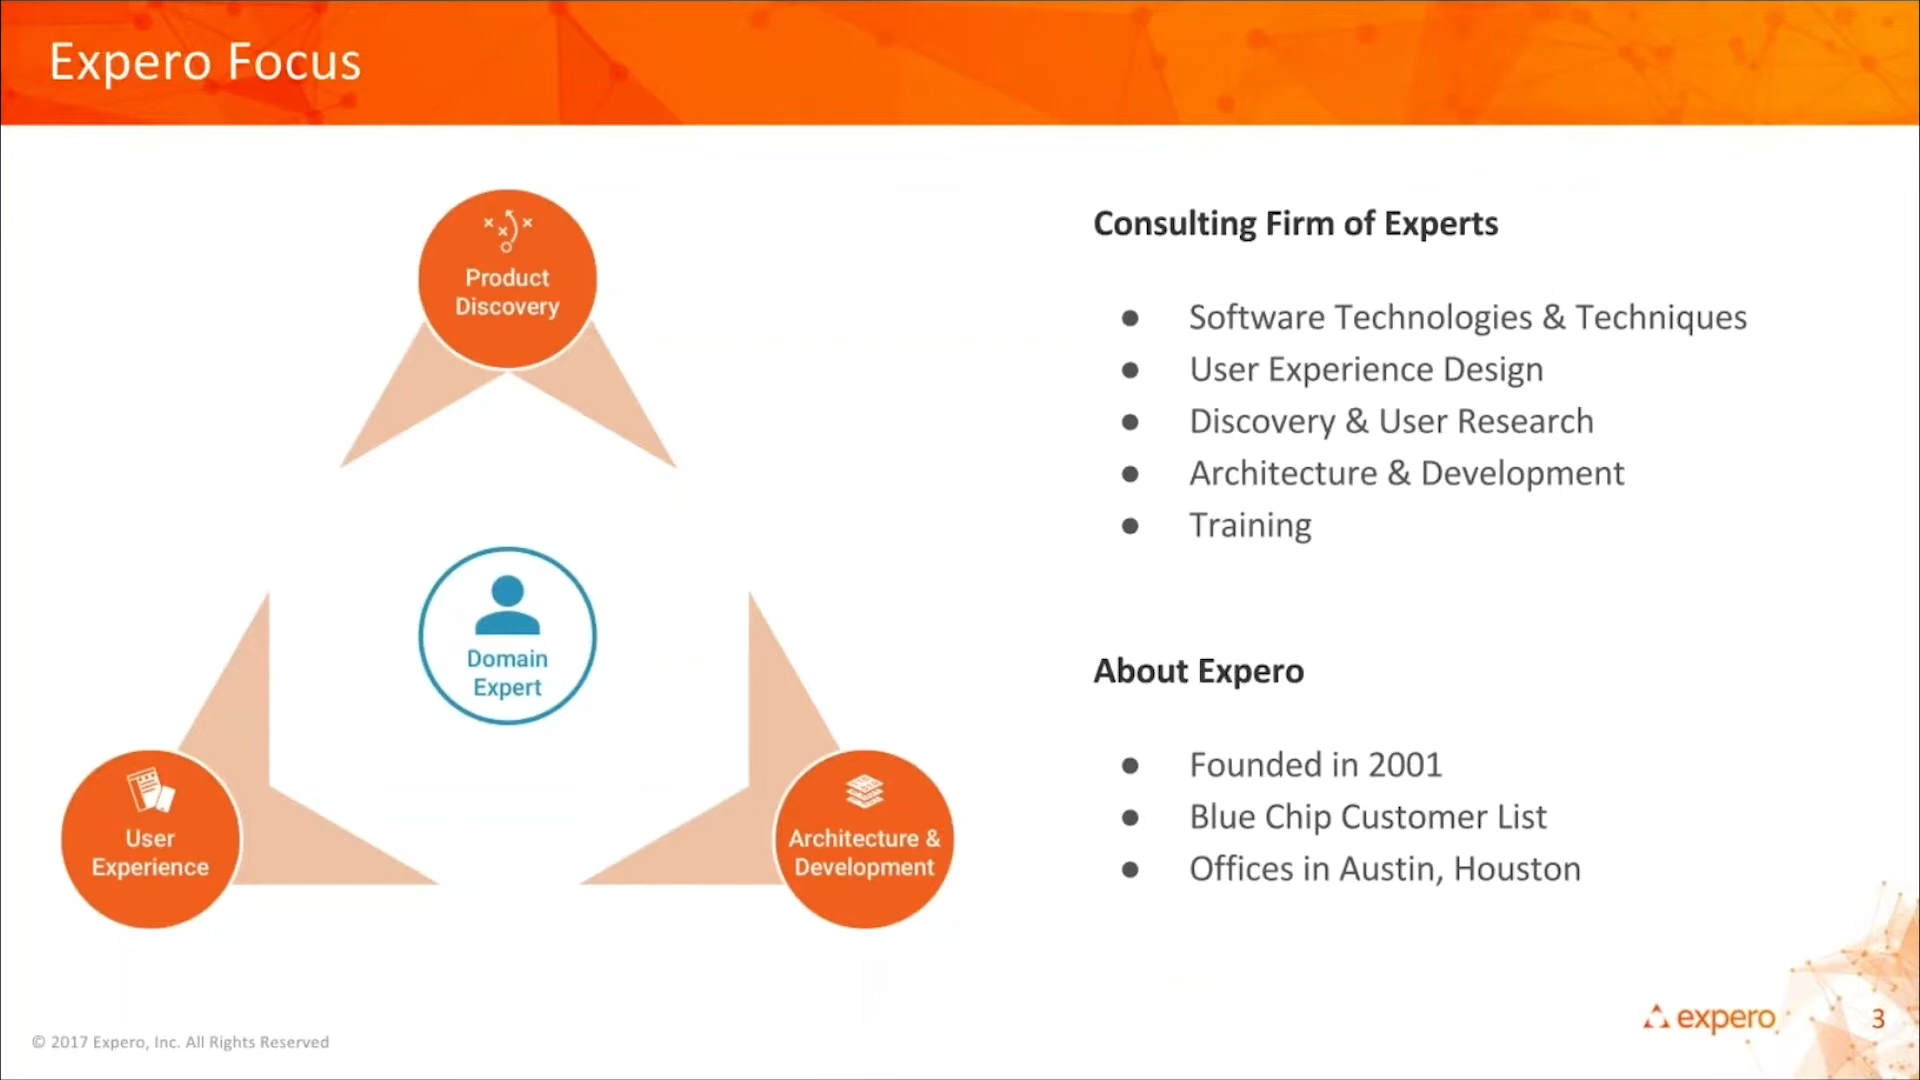 Expero Focus
Product
Discovery
Domain
Expert
User
Experience
Architecture &
Development
Consulting Firm of Experts
● Software Technologies & Techniques
● User Experience Design
● Discovery & User Research
● Architecture & Development
● Training
About Expero
● Founded in 2001
● Blue Chip Customer List
● Offices in Austin, Houston
© 2017 Expero, Inc. All Rights Reserved
expero
3